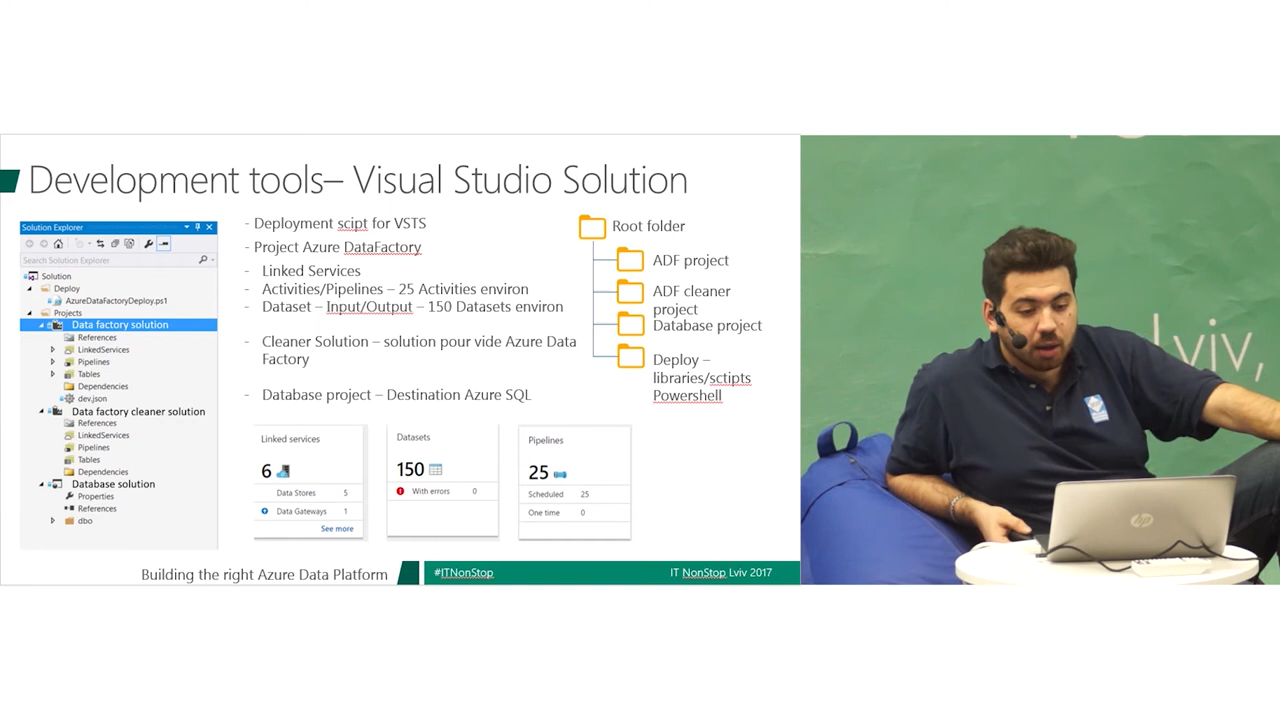 Development tools– Visual Studio Solution
Solution Explorer
Search Solution Explorer
Solution
Deploy
AzureDataFactoryDeploy.ps1
Projects
Data factory solution
References
LinkedServices
Pipelines
Tables
Dependencies
dev.json
Data factory cleaner solution
References
LinkedServices
Pipelines
Tables
Dependencies
Database solution
Properties
References
dbo
- Deployment scipt for VSTS
- Project Azure DataFactory
- Linked Services
- Activities/Pipelines – 25 Activities environ
- Dataset – Input/Output – 150 Datasets environ
- Cleaner Solution – solution pour vide Azure Data
Factory
- Database project – Destination Azure SQL
Root folder
ADF project
ADF cleaner
project
Database project
Deploy –
libraries/sctipts
Powershell
Linked services
6
Data Stores 5
Data Gateways 1
See more
Datasets
150
With errors 0
Pipelines
25
Scheduled 25
One time 0
Building the right Azure Data Platform
#ITNonStop
IT NonStop Lviv 2017
Lviv,
hp